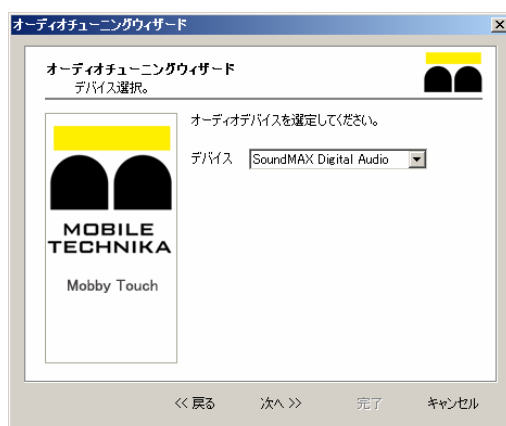 オーディオチューニングウィザード
オーディオチューニングウィザード
デバイス選択。
オーディオデバイスを選定してください。
デバイス SoundMAX Digital Audio
MOBILE
TECHNIKA
Mobby Touch
<< 戻る 次へ >> 完了 キャンセル